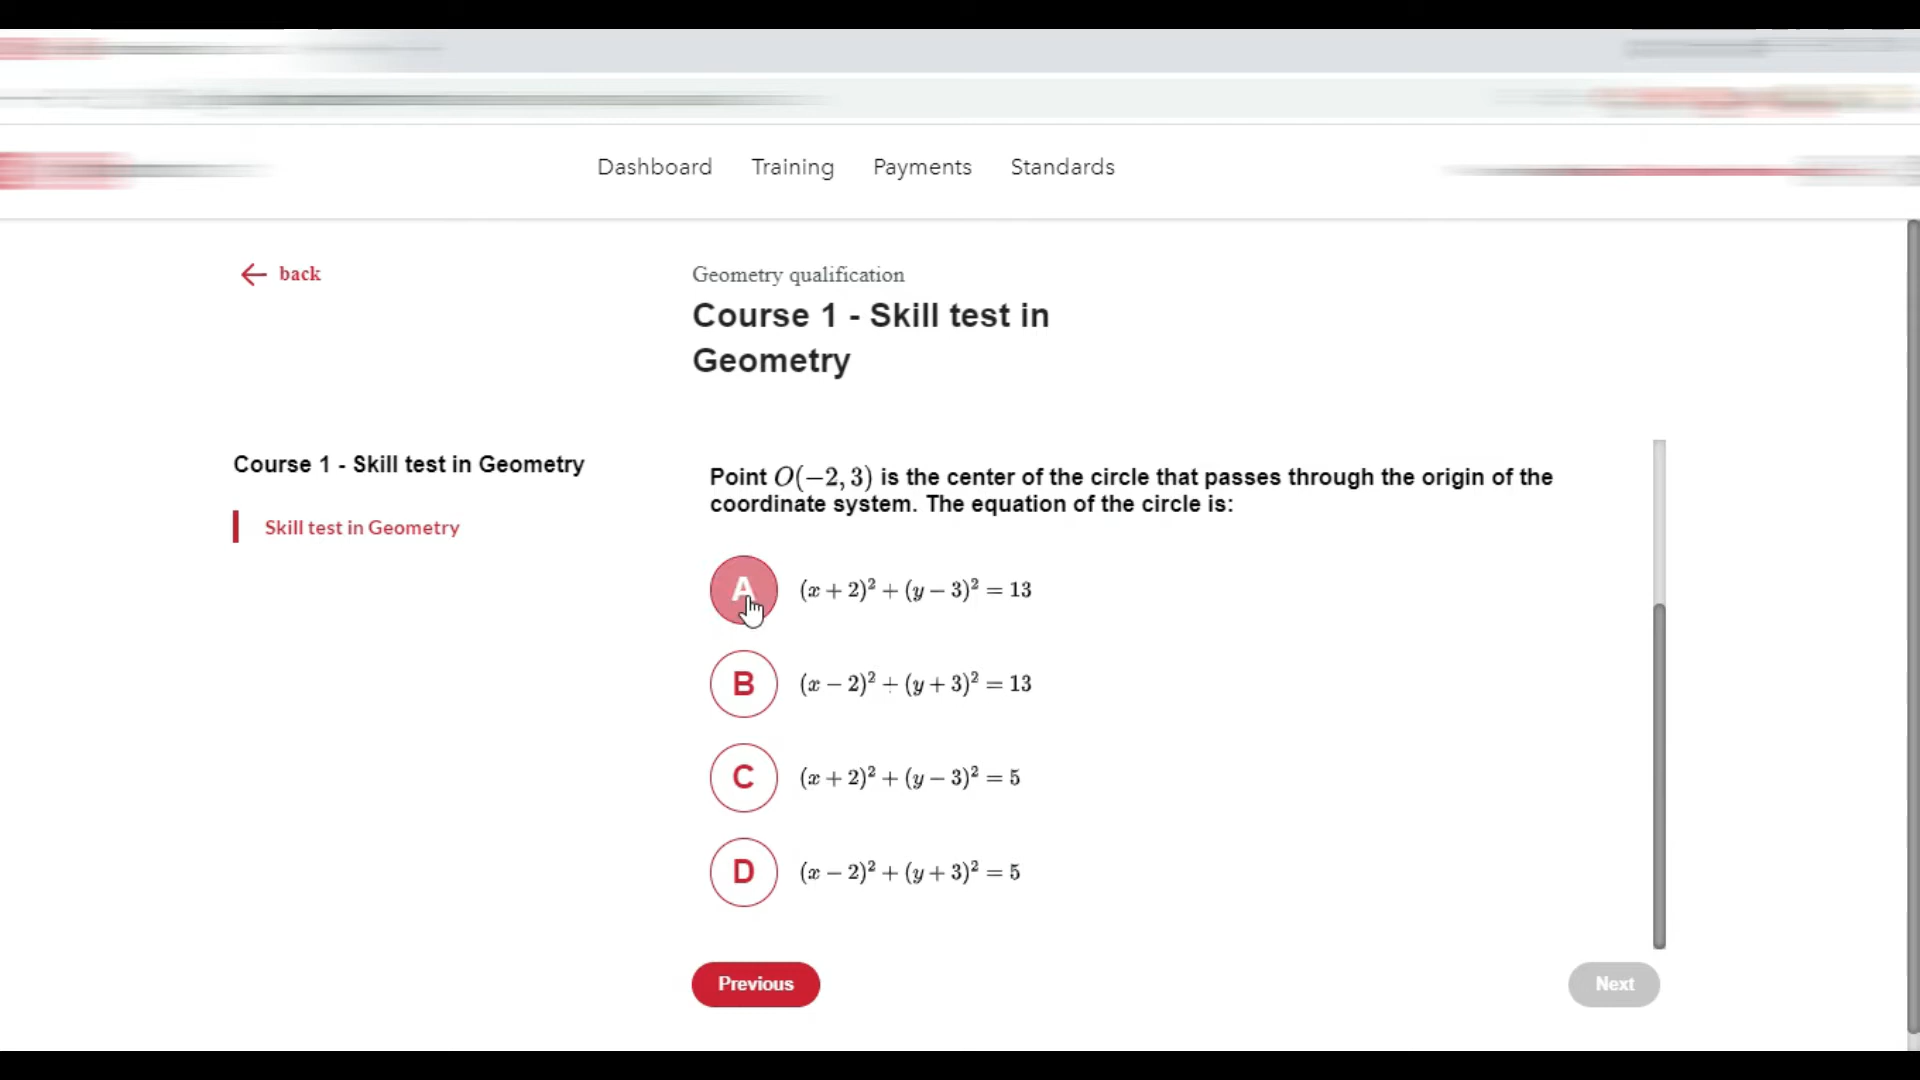 Dashboard Training Payments Standards
back
Geometry qualification
Course 1 - Skill test in
Geometry
Course 1 - Skill test in Geometry
Skill test in Geometry
Point O(−2, 3) is the center of the circle that passes through the origin of the
coordinate system. The equation of the circle is:
A (x + 2)² + (y − 3)² = 13
B (x − 2)² + (y + 3)² = 13
C (x + 2)² + (y − 3)² = 5
D (x − 2)² + (y + 3)² = 5
Previous
Next